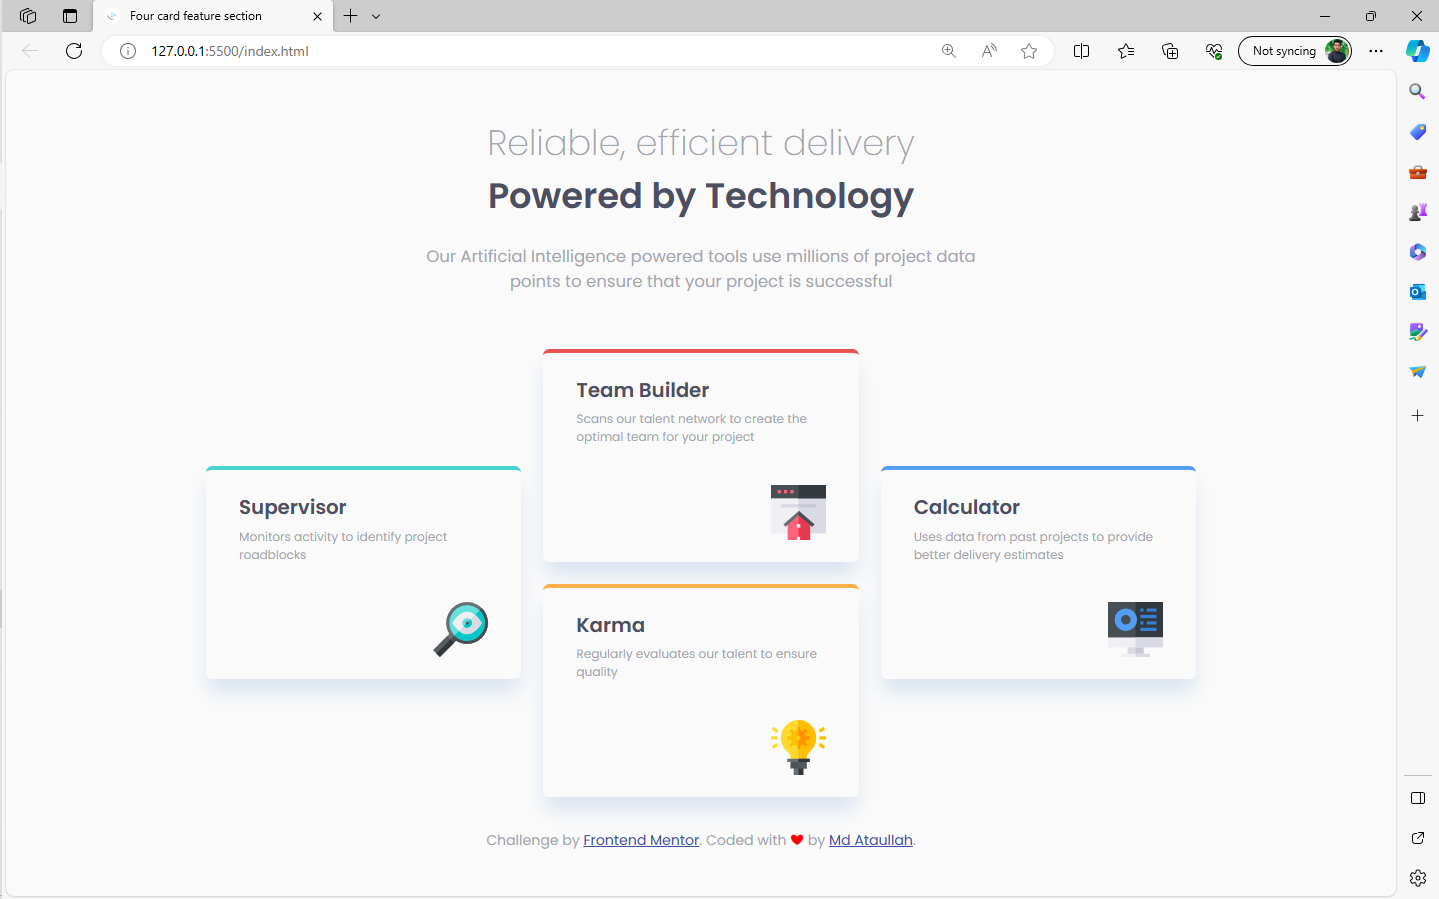 Four card feature section
127.0.0.1:5500/index.html
Not syncing
Reliable, efficient delivery
Powered by Technology
Our Artificial Intelligence powered tools use millions of project data
points to ensure that your project is successful
Team Builder
Scans our talent network to create the
optimal team for your project
Supervisor
Monitors activity to identify project
roadblocks
Calculator
Uses data from past projects to provide
better delivery estimates
Karma
Regularly evaluates our talent to ensure
quality
Challenge by Frontend Mentor. Coded with ❤ by Md Ataullah.